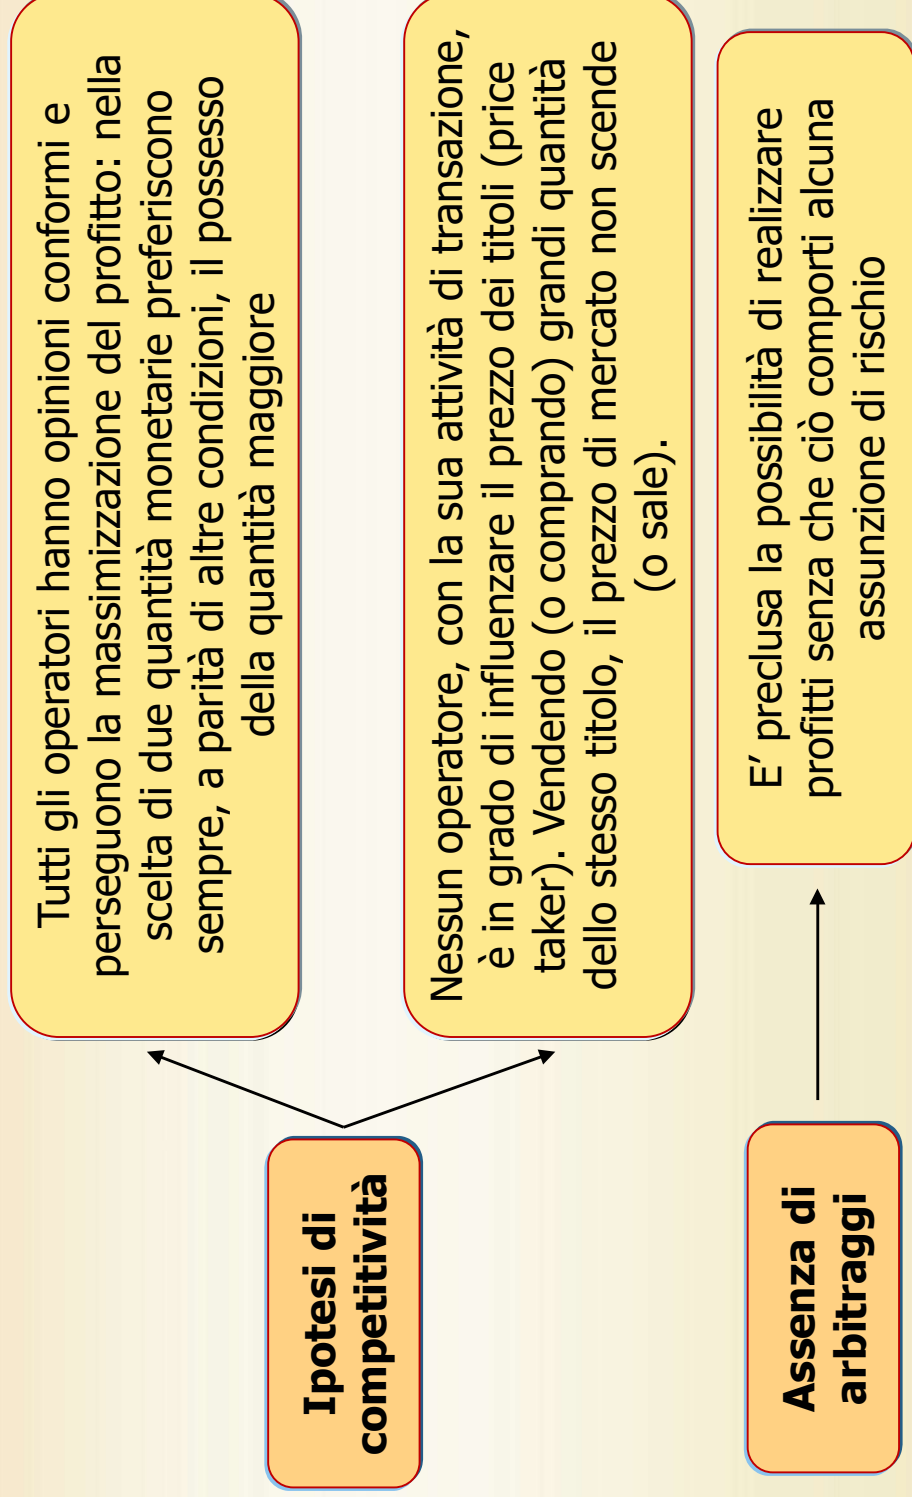 Ipotesi di
competitività
Tutti gli operatori hanno opinioni conformi e
perseguono la massimizzazione del profitto: nella
scelta di due quantità monetarie preferiscono
sempre, a parità di altre condizioni, il possesso
della quantità maggiore
Nessun operatore, con la sua attività di transazione,
è in grado di influenzare il prezzo dei titoli (price
taker). Vendendo (o comprando) grandi quantità
dello stesso titolo, il prezzo di mercato non scende
(o sale).
Assenza di
arbitraggi
E’ preclusa la possibilità di realizzare
profitti senza che ciò comporti alcuna
assunzione di rischio